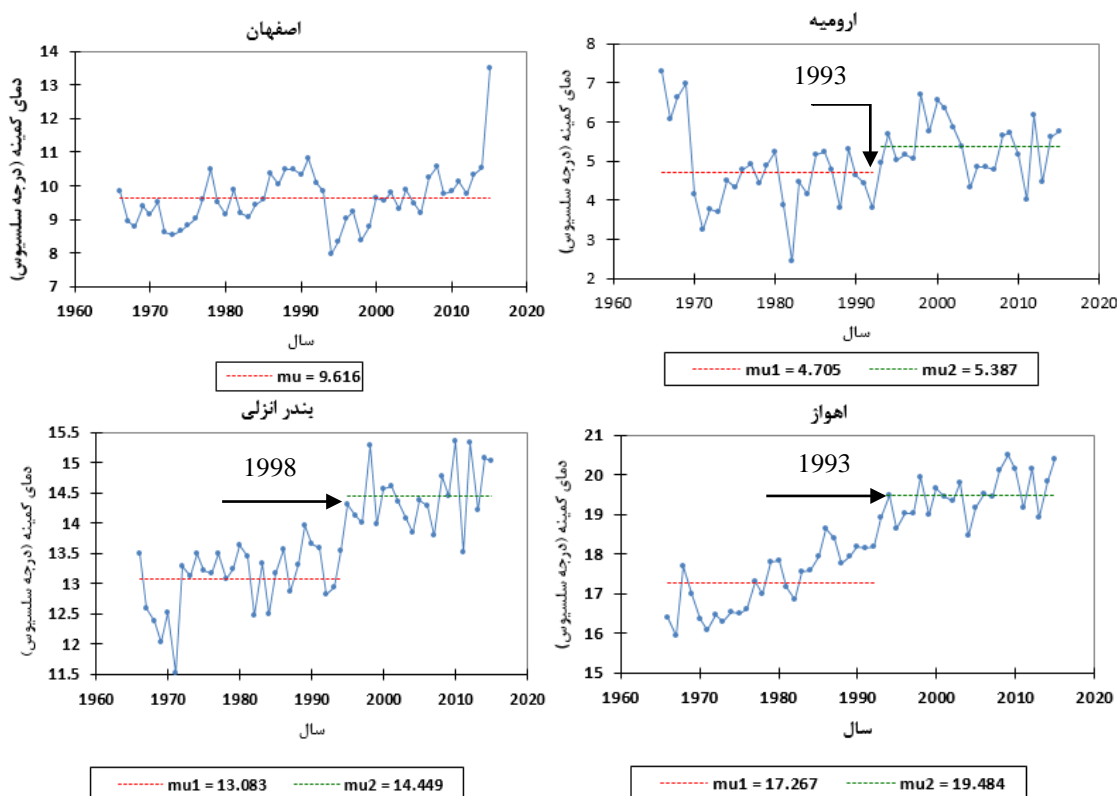 اصفهان
دمای کمینه (درجه سلسیوس)
14
13
12
11
10
9
8
7
1960 1970 1980 1990 2000 2010 2020
سال
mu = 9.616
ارومیه
1993
دمای کمینه (درجه سلسیوس)
8
7
6
5
4
3
2
1960 1970 1980 1990 2000 2010 2020
سال
mu1 = 4.705 mu2 = 5.387
بندر انزلی
1998
دمای کمینه (درجه سلسیوس)
15.5
15
14.5
14
13.5
13
12.5
12
11.5
1960 1970 1980 1990 2000 2010 2020
سال
mu1 = 13.083 mu2 = 14.449
اهواز
1993
دمای کمینه (درجه سلسیوس)
21
20
19
18
17
16
15
1960 1970 1980 1990 2000 2010 2020
سال
mu1 = 17.267 mu2 = 19.484